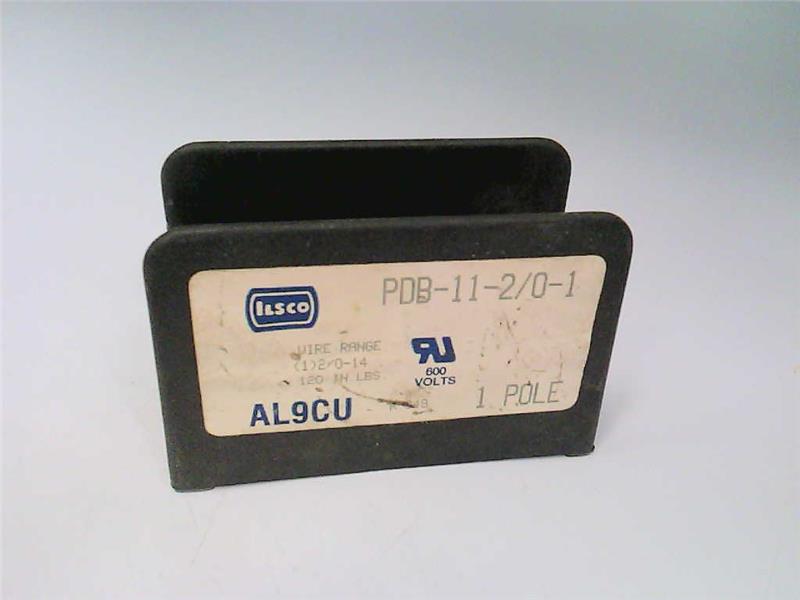 ILSCO
PDB-11-2/0-1
WIRE RANGE
(1)2/0-14
120 IN LBS
RU
600
VOLTS
AL9CU
1 POLE